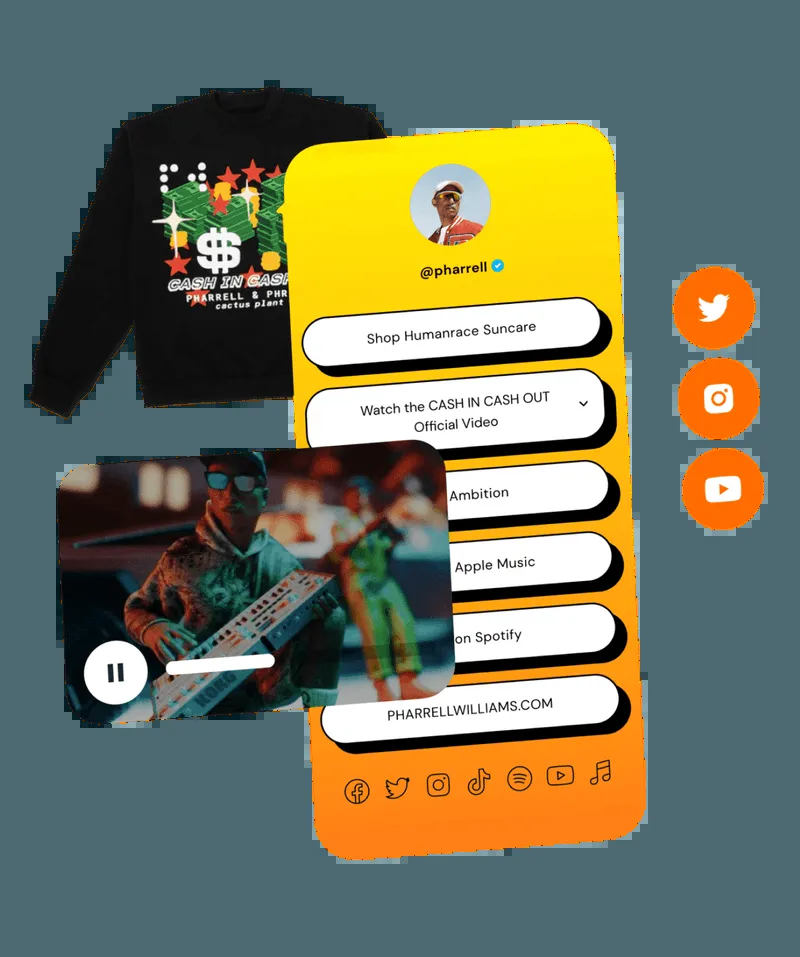 $
CASH IN CASH
PHARRELL & PHR
cactus plant
@pharrell
Shop Humanrace Suncare
Watch the CASH IN CASH OUT
Official Video
Ambition
Apple Music
on Spotify
PHARRELLWILLIAMS.COM
KORG